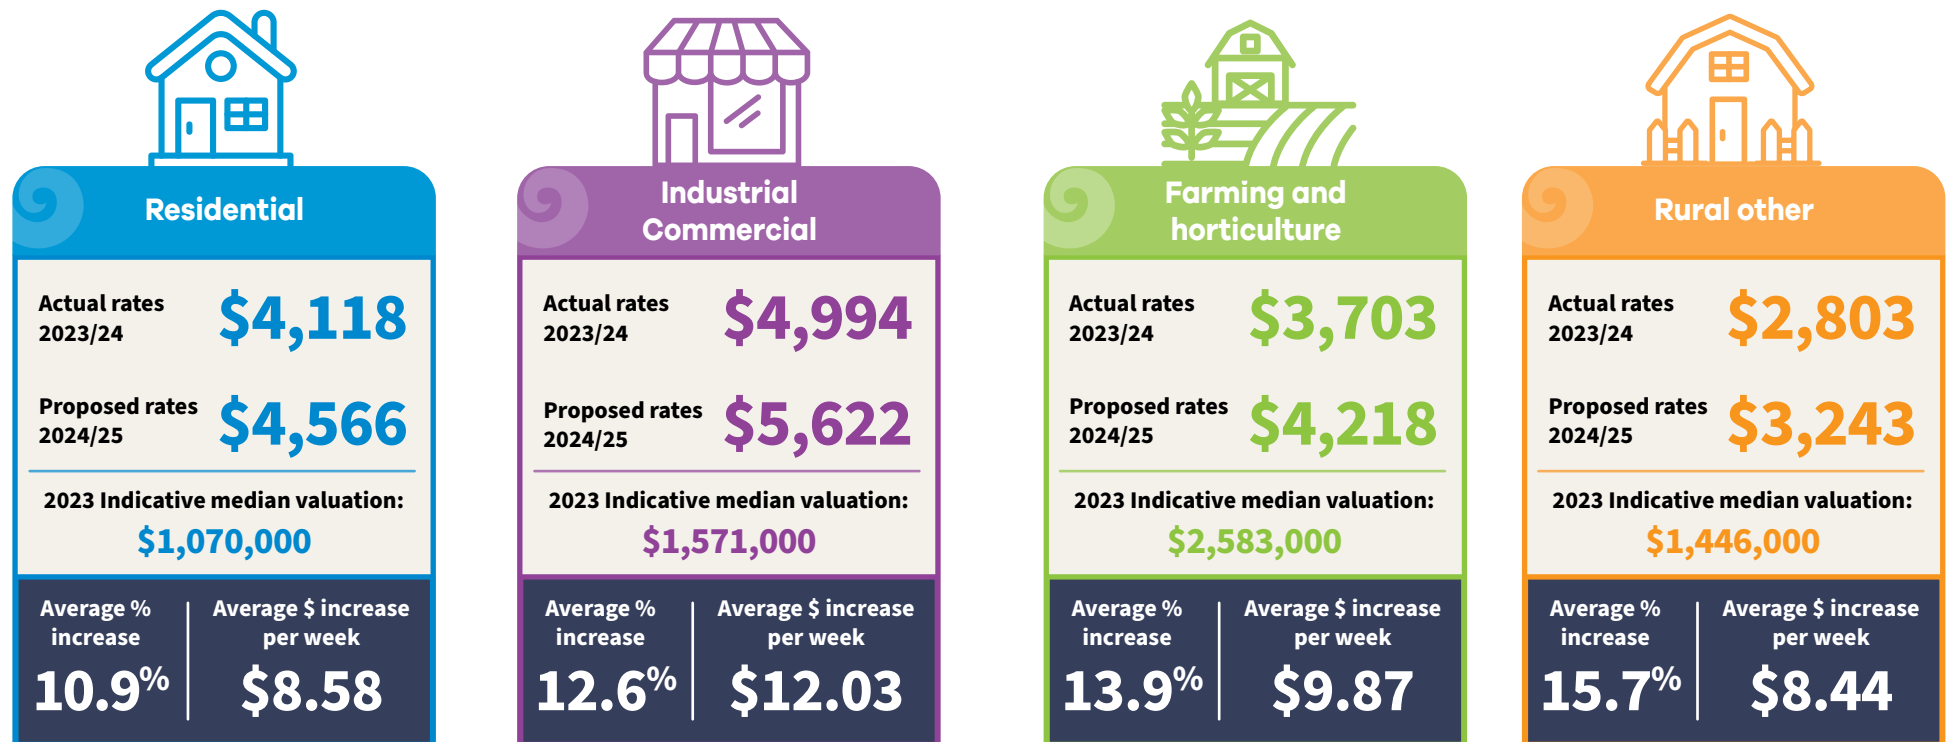 Residential
Actual rates
2023/24
$4,118
Proposed rates
2024/25
$4,566
2023 Indicative median valuation:
$1,070,000
Average %
increase
10.9%
Average $ increase
per week
$8.58
Industrial
Commercial
Actual rates
2023/24
$4,994
Proposed rates
2024/25
$5,622
2023 Indicative median valuation:
$1,571,000
Average %
increase
12.6%
Average $ increase
per week
$12.03
Farming and
horticulture
Actual rates
2023/24
$3,703
Proposed rates
2024/25
$4,218
2023 Indicative median valuation:
$2,583,000
Average %
increase
13.9%
Average $ increase
per week
$9.87
Rural other
Actual rates
2023/24
$2,803
Proposed rates
2024/25
$3,243
2023 Indicative median valuation:
$1,446,000
Average %
increase
15.7%
Average $ increase
per week
$8.44